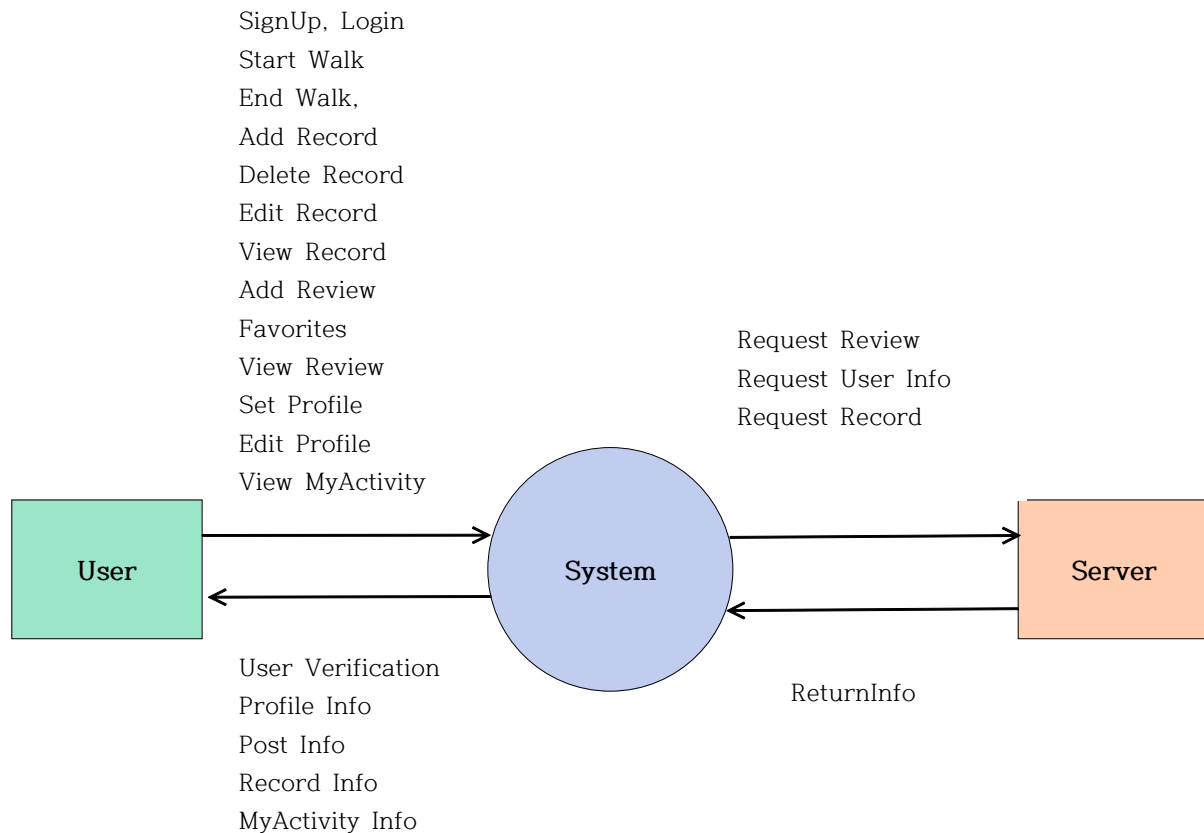 SignUp, Login
Start Walk
End Walk,
Add Record
Delete Record
Edit Record
View Record
Add Review
Favorites
View Review
Set Profile
Edit Profile
View MyActivity
Request Review
Request User Info
Request Record
User
System
Server
User Verification
Profile Info
Post Info
Record Info
MyActivity Info
ReturnInfo